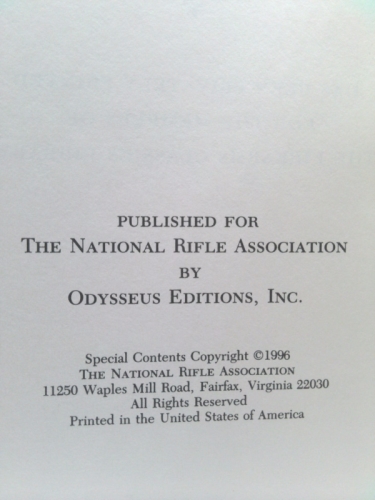 PUBLISHED FOR
THE NATIONAL RIFLE ASSOCIATION
BY
ODYSSEUS EDITIONS, INC.
Special Contents Copyright ©1996
THE NATIONAL RIFLE ASSOCIATION
11250 Waples Mill Road, Fairfax, Virginia 22030
All Rights Reserved
Printed in the United States of America